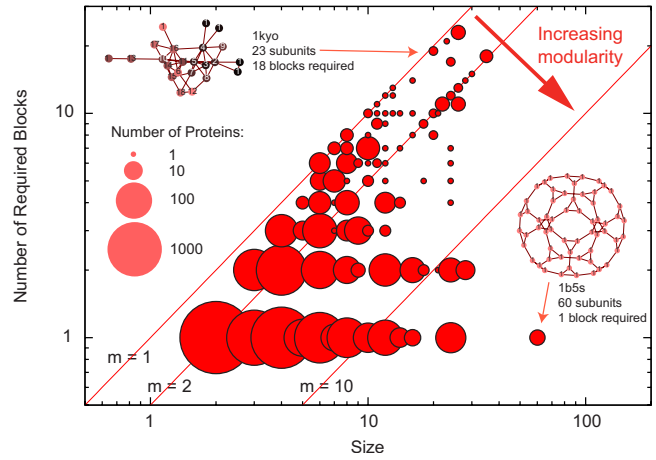 1kyo
23 subunits
18 blocks required
Increasing
modularity
Number of Proteins:
1
10
100
1000
Number of Required Blocks
10
1
1b5s
60 subunits
1 block required
m = 1
m = 2
m = 10
1
10
100
Size